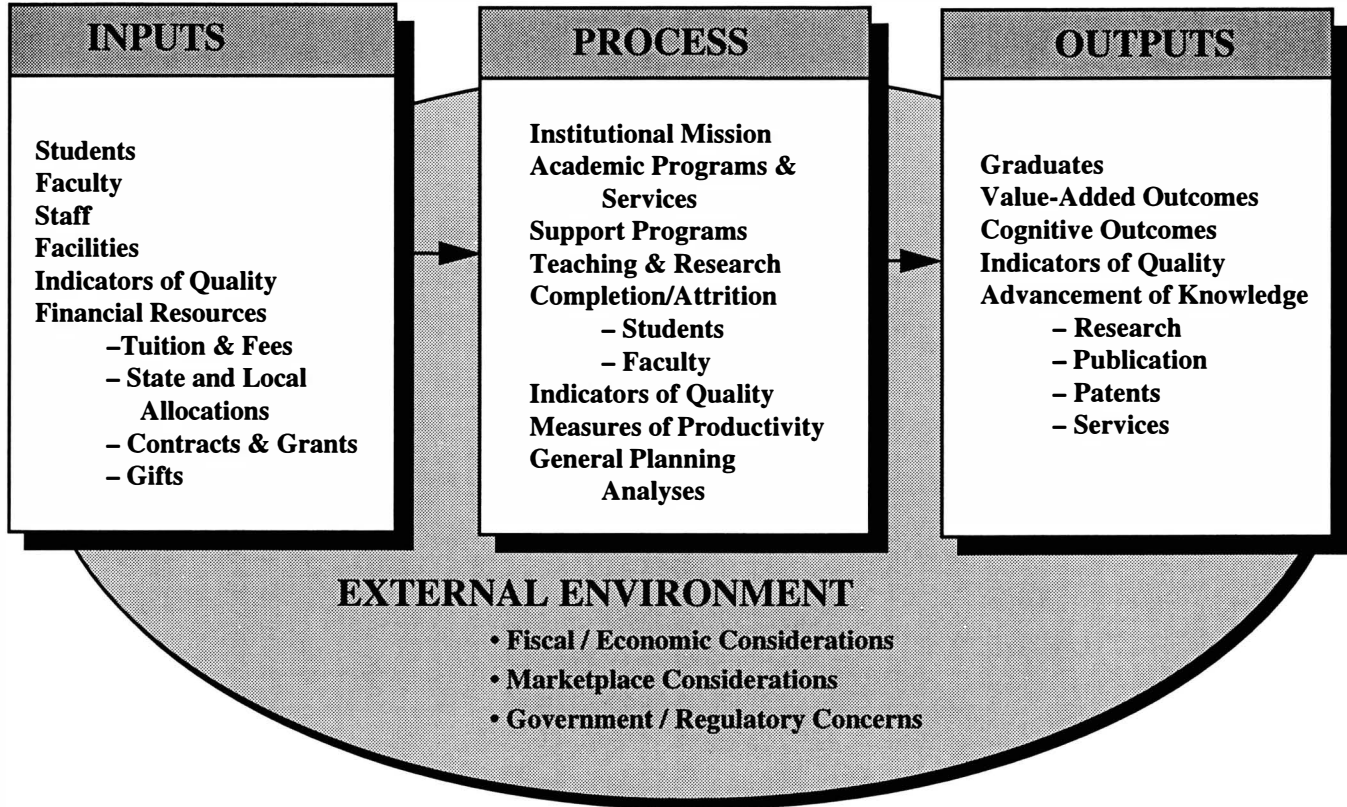 INPUTS
Students
Faculty
Staff
Facilities
Indicators of Quality
Financial Resources
–Tuition & Fees
– State and Local
Allocations
– Contracts & Grants
– Gifts
PROCESS
Institutional Mission
Academic Programs &
Services
Support Programs
Teaching & Research
Completion/Attrition
– Students
– Faculty
Indicators of Quality
Measures of Productivity
General Planning
Analyses
OUTPUTS
Graduates
Value-Added Outcomes
Cognitive Outcomes
Indicators of Quality
Advancement of Knowledge
– Research
– Publication
– Patents
– Services
EXTERNAL ENVIRONMENT
• Fiscal / Economic Considerations
• Marketplace Considerations
• Government / Regulatory Concerns